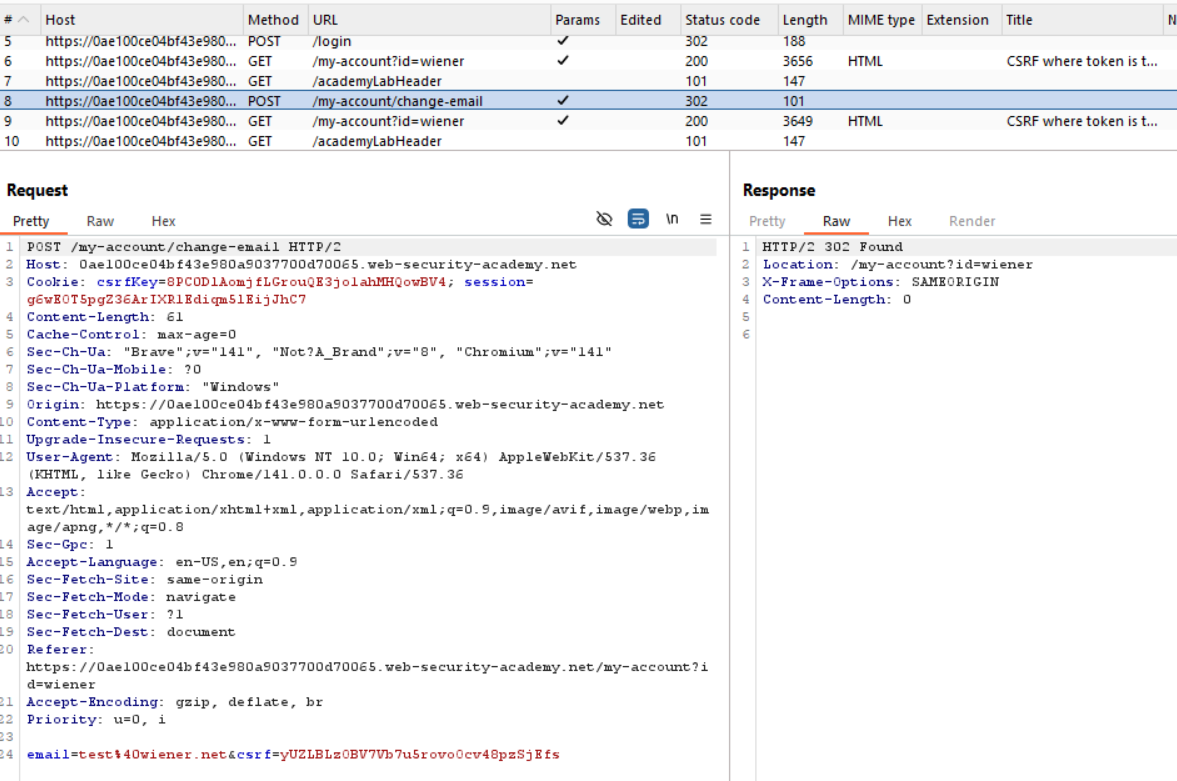 # Host Method URL Params Edited Status code Length MIME type Extension Title N
5 https://0ae100ce04bf43e980... POST /login ✓ 302 188
6 https://0ae100ce04bf43e980... GET /my-account?id=wiener ✓ 200 3656 HTML CSRF where token is t...
7 https://0ae100ce04bf43e980... GET /academyLabHeader 101 147
8 https://0ae100ce04bf43e980... POST /my-account/change-email ✓ 302 101
9 https://0ae100ce04bf43e980... GET /my-account?id=wiener ✓ 200 3649 HTML CSRF where token is t...
10 https://0ae100ce04bf43e980... GET /academyLabHeader 101 147
Request
Pretty Raw Hex \n
1 POST /my-account/change-email HTTP/2
2 Host: 0ae100ce04bf43e980a9037700d70065.web-security-academy.net
3 Cookie: csrfKey=8PCODlAomjfLGrouQE3jolahMHQowBV4; session=
g6wEOT5pgZ36ArIXRlEdiqm5lEijJhC7
4 Content-Length: 61
5 Cache-Control: max-age=0
6 Sec-Ch-Ua: "Brave";v="141", "Not?A_Brand";v="8", "Chromium";v="141"
7 Sec-Ch-Ua-Mobile: ?0
8 Sec-Ch-Ua-Platform: "Windows"
9 Origin: https://0ae100ce04bf43e980a9037700d70065.web-security-academy.net
10 Content-Type: application/x-www-form-urlencoded
11 Upgrade-Insecure-Requests: 1
12 User-Agent: Mozilla/5.0 (Windows NT 10.0; Win64; x64) AppleWebKit/537.36
(KHTML, like Gecko) Chrome/141.0.0.0 Safari/537.36
13 Accept:
text/html,application/xhtml+xml,application/xml;q=0.9,image/avif,image/webp,im
age/apng,*/*;q=0.8
14 Sec-Gpc: 1
15 Accept-Language: en-US,en;q=0.9
16 Sec-Fetch-Site: same-origin
17 Sec-Fetch-Mode: navigate
18 Sec-Fetch-User: ?1
19 Sec-Fetch-Dest: document
20 Referer:
https://0ae100ce04bf43e980a9037700d70065.web-security-academy.net/my-account?i
d=wiener
21 Accept-Encoding: gzip, deflate, br
22 Priority: u=0, i
23
24 email=test%40wiener.net&csrf=yUZLBLz0BV7Vb7u5rovo0cv48pzSjEfs
Response
Pretty Raw Hex Render
1 HTTP/2 302 Found
2 Location: /my-account?id=wiener
3 X-Frame-Options: SAMEORIGIN
4 Content-Length: 0
5
6